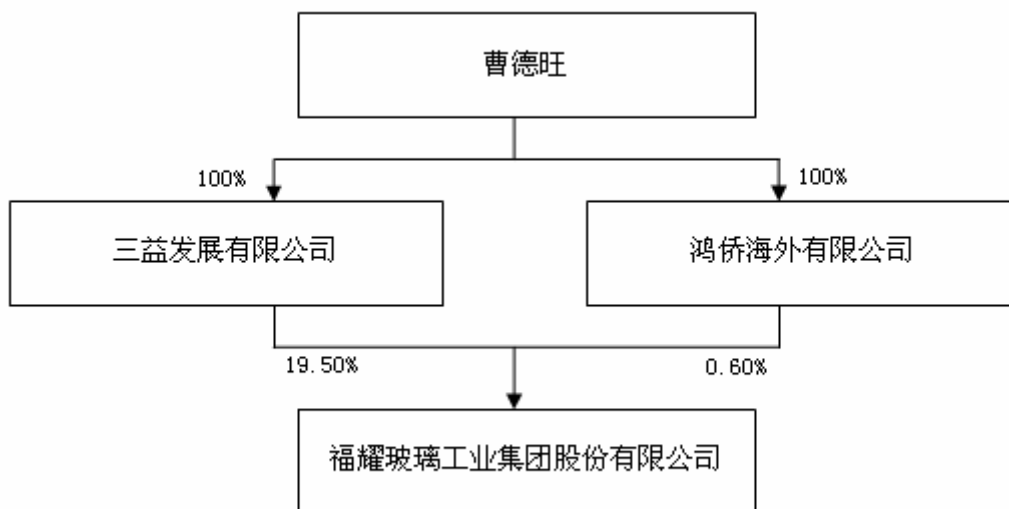 曹德旺
100%
100%
三益发展有限公司
鸿侨海外有限公司
19.50%
0.60%
福耀玻璃工业集团股份有限公司